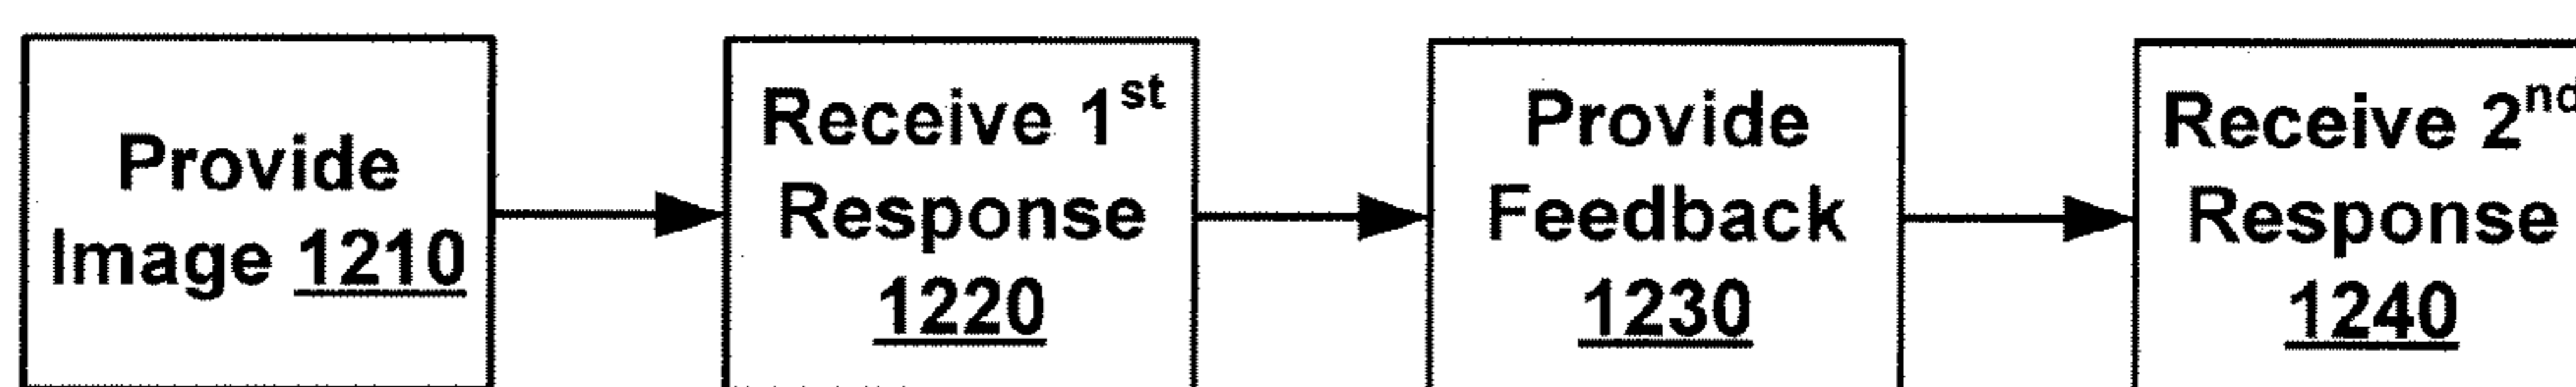 Provide
Image 1210
Receive 1st
Response
1220
Provide
Feedback
1230
Receive 2nd
Response
1240